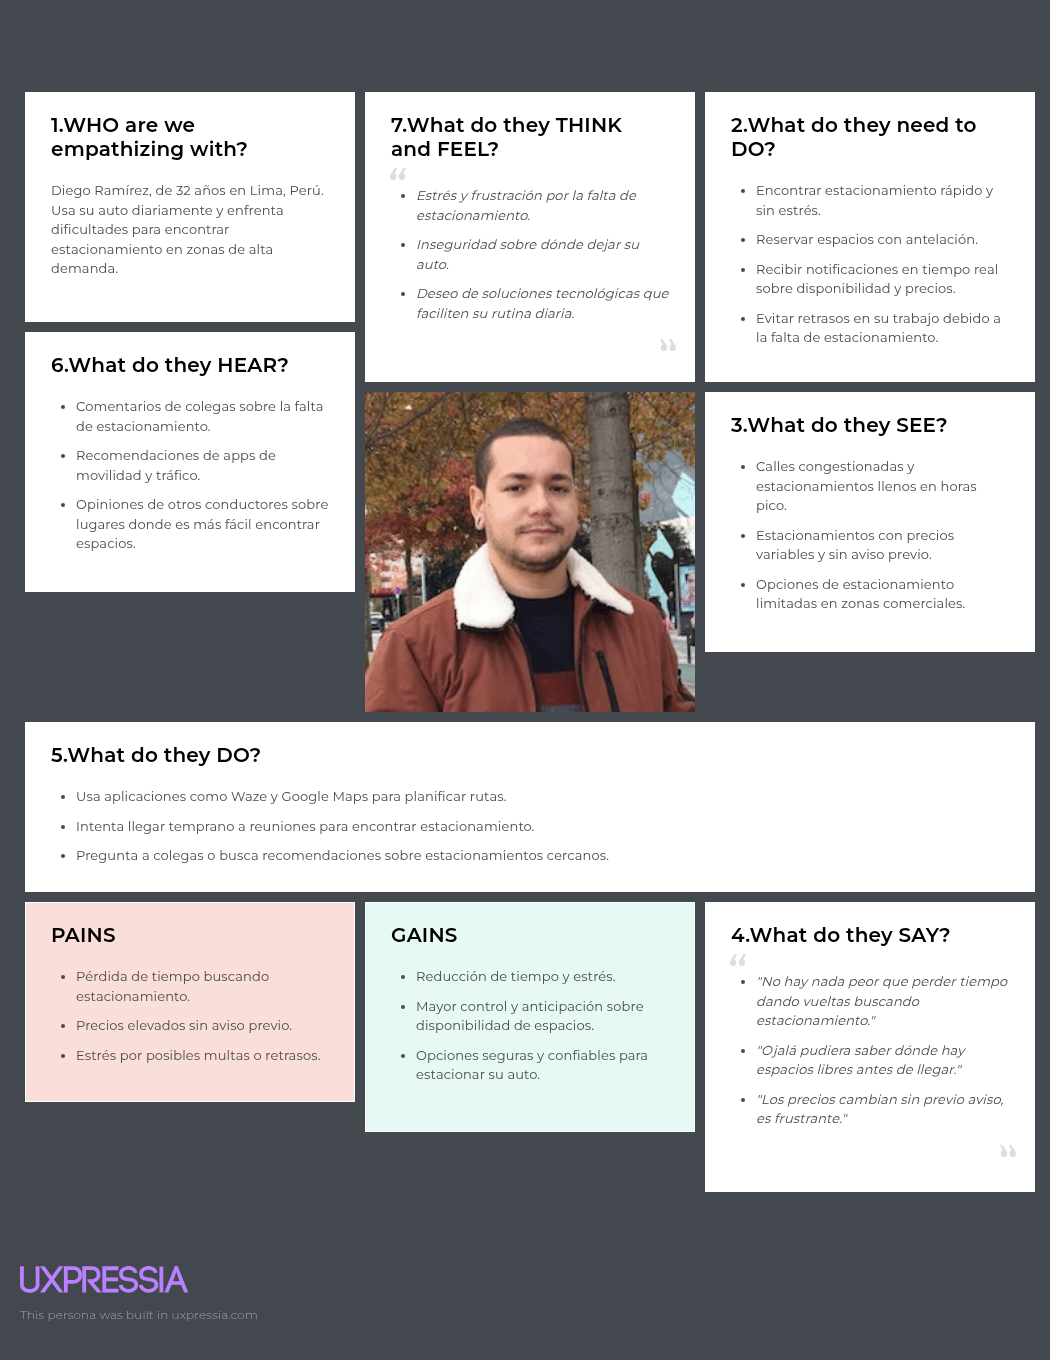 1.WHO are we
empathizing with?
Diego Ramírez, de 32 años en Lima, Perú.
Usa su auto diariamente y enfrenta
dificultades para encontrar
estacionamiento en zonas de alta
demanda.
7.What do they THINK
and FEEL?
“
• Estrés y frustración por la falta de
estacionamiento.
• Inseguridad sobre dónde dejar su
auto.
• Deseo de soluciones tecnológicas que
faciliten su rutina diaria.
”
2.What do they need to
DO?
• Encontrar estacionamiento rápido y
sin estrés.
• Reservar espacios con antelación.
• Recibir notificaciones en tiempo real
sobre disponibilidad y precios.
• Evitar retrasos en su trabajo debido a
la falta de estacionamiento.
6.What do they HEAR?
• Comentarios de colegas sobre la falta
de estacionamiento.
• Recomendaciones de apps de
movilidad y tráfico.
• Opiniones de otros conductores sobre
lugares donde es más fácil encontrar
espacios.
3.What do they SEE?
• Calles congestionadas y
estacionamientos llenos en horas
pico.
• Estacionamientos con precios
variables y sin aviso previo.
• Opciones de estacionamiento
limitadas en zonas comerciales.
5.What do they DO?
• Usa aplicaciones como Waze y Google Maps para planificar rutas.
• Intenta llegar temprano a reuniones para encontrar estacionamiento.
• Pregunta a colegas o busca recomendaciones sobre estacionamientos cercanos.
PAINS
• Pérdida de tiempo buscando
estacionamiento.
• Precios elevados sin aviso previo.
• Estrés por posibles multas o retrasos.
GAINS
• Reducción de tiempo y estrés.
• Mayor control y anticipación sobre
disponibilidad de espacios.
• Opciones seguras y confiables para
estacionar su auto.
4.What do they SAY?
“
• "No hay nada peor que perder tiempo
dando vueltas buscando
estacionamiento."
• "Ojalá pudiera saber dónde hay
espacios libres antes de llegar."
• "Los precios cambian sin previo aviso,
es frustrante."
”
UXPRESSIA
This persona was built in uxpressia.com